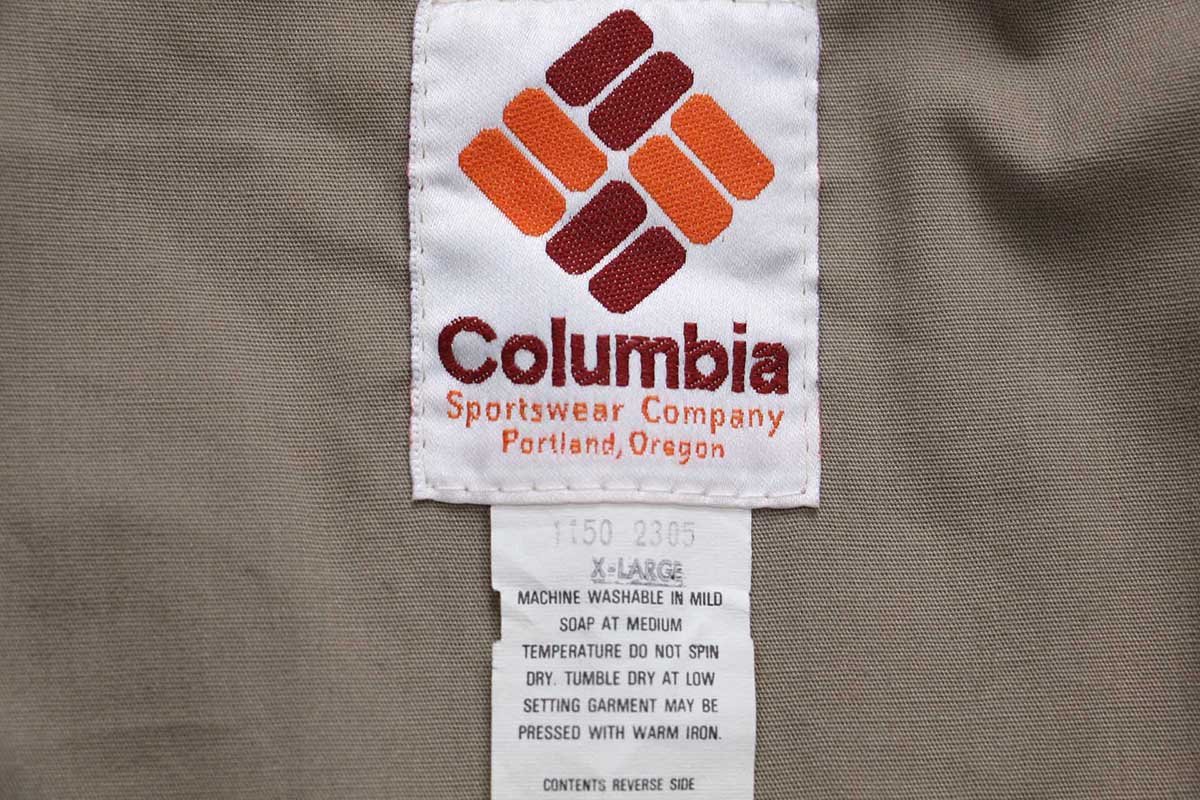 Columbia
Sportswear Company
Portland, Oregon
1150 2305
X-LARGE
MACHINE WASHABLE IN MILD
SOAP AT MEDIUM
TEMPERATURE DO NOT SPIN
DRY. TUMBLE DRY AT LOW
SETTING GARMENT MAY BE
PRESSED WITH WARM IRON.
CONTENTS REVERSE SIDE